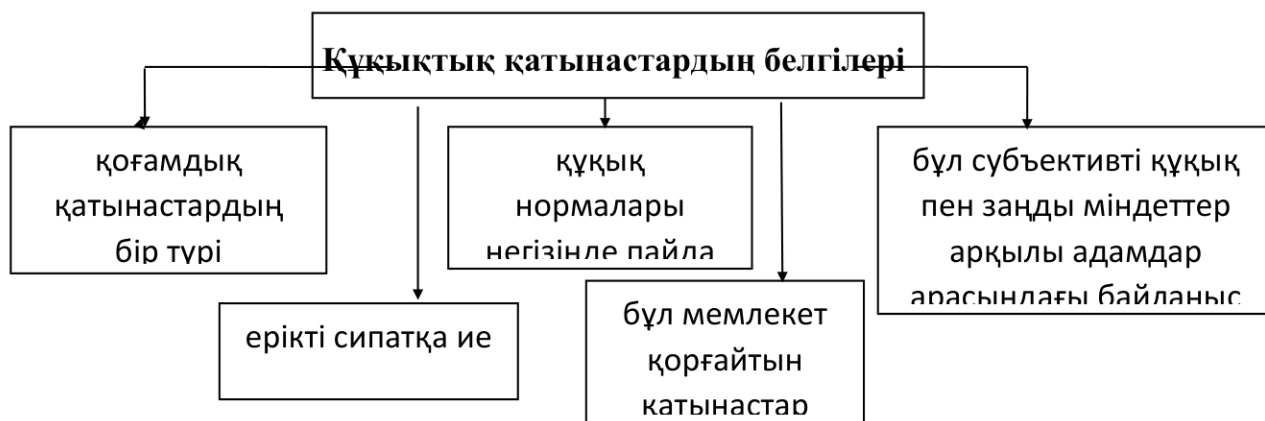 Құқықтық қатынастардың белгілері
қоғамдық
қатынастардың
бір түрі
құқық
нормалары
негізінде пайда
бұл субъективті құқық
пен заңды міндеттер
арқылы адамдар
арасындағы байданыс
ерікті сипатқа ие
бұл мемлекет
қорғайтын
қатынастар